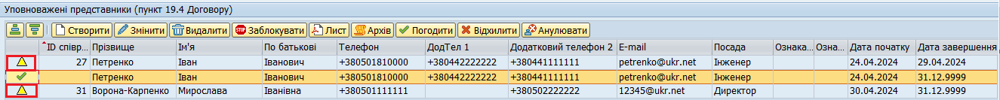 Уповноважені представники (пункт 19.4 Договору)
Створити Змінити Видалити STOP Заблокувати Лист Архів Погодити Відхилити Анулювати
ID співр... Прізвище Ім'я По батькові Телефон ДодТел 1 Додатковий телефон 2 E-mail Посада Ознака... Озна... Дата початку Дата завершення
27 Петренко Іван Іванович +380501810000 +380442222222 +380441111111 petrenko@ukr.net Інженер 24.04.2024 29.04.2024
Петренко Іван Іванович +380501810000 +380442222222 +380441111111 petrenko@ukr.net Інженер 24.04.2024 31.12.9999
31 Ворона-Карпенко Мирослава Іванівна +380501111111 +380502222222 12345@ukr.net Директор 30.04.2024 31.12.9999